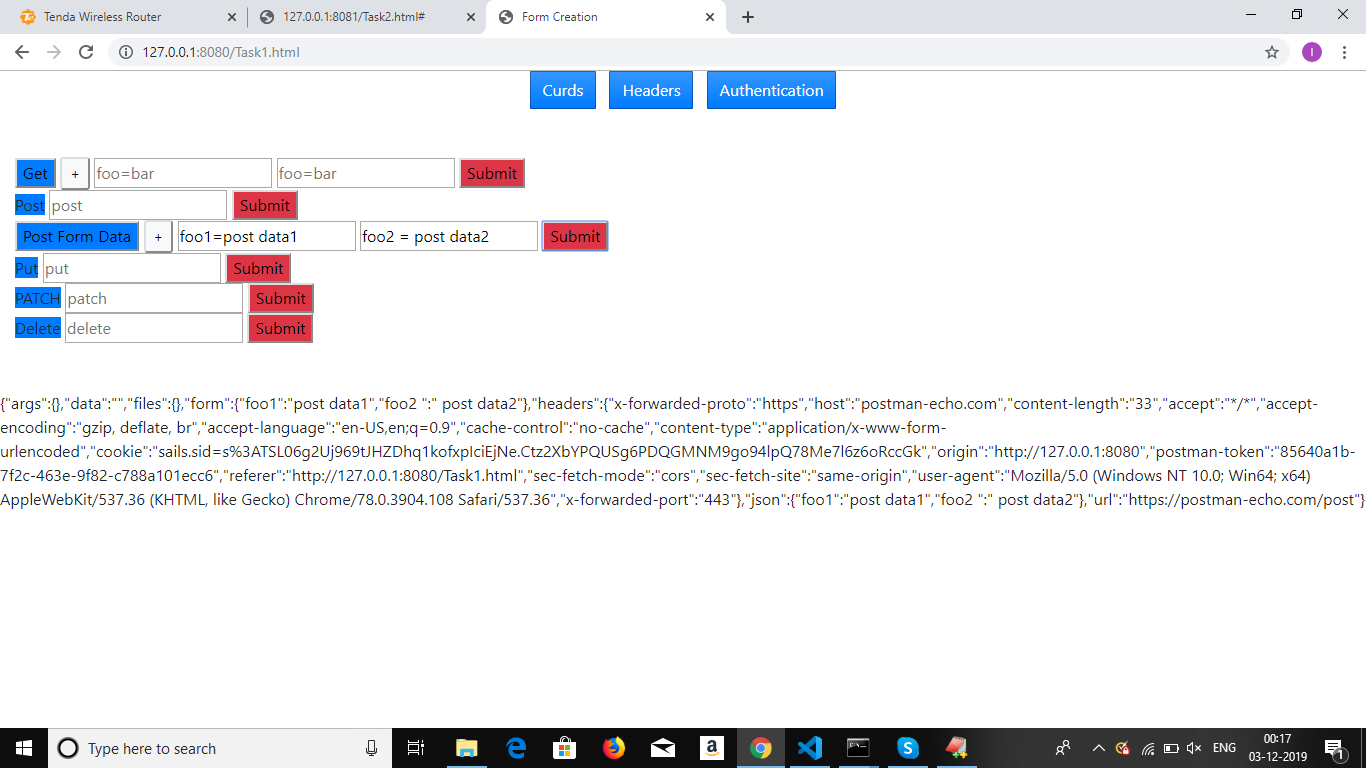 Tenda Wireless Router
127.0.0.1:8081/Task2.html#
Form Creation
127.0.0.1:8080/Task1.html
I
Curds
Headers
Authentication
Get + foo=bar foo=bar Submit
Post post Submit
Post Form Data + foo1=post data1 foo2 = post data2 Submit
Put put Submit
PATCH patch Submit
Delete delete Submit
{"args":{},"data":"","files":{},"form":{"foo1":"post data1","foo2 ":" post data2"},"headers":{"x-forwarded-proto":"https","host":"postman-echo.com","content-length":"33","accept":"*/*","accept-
encoding":"gzip, deflate, br","accept-language":"en-US,en;q=0.9","cache-control":"no-cache","content-type":"application/x-www-form-
urlencoded","cookie":"sails.sid=s%3ATSL06g2Uj969tJHZDhq1kofxpIciEjNe.Ctz2XbYPQUSg6PDQGMNM9go94lpQ78Me7l6z6oRccGk","origin":"http://127.0.0.1:8080","postman-token":"85640a1b-
7f2c-463e-9f82-c788a101ecc6","referer":"http://127.0.0.1:8080/Task1.html","sec-fetch-mode":"cors","sec-fetch-site":"same-origin","user-agent":"Mozilla/5.0 (Windows NT 10.0; Win64; x64)
AppleWebKit/537.36 (KHTML, like Gecko) Chrome/78.0.3904.108 Safari/537.36","x-forwarded-port":"443"},"json":{"foo1":"post data1","foo2 ":" post data2"},"url":"https://postman-echo.com/post"}
Type here to search
ENG
00:17
03-12-2019
1